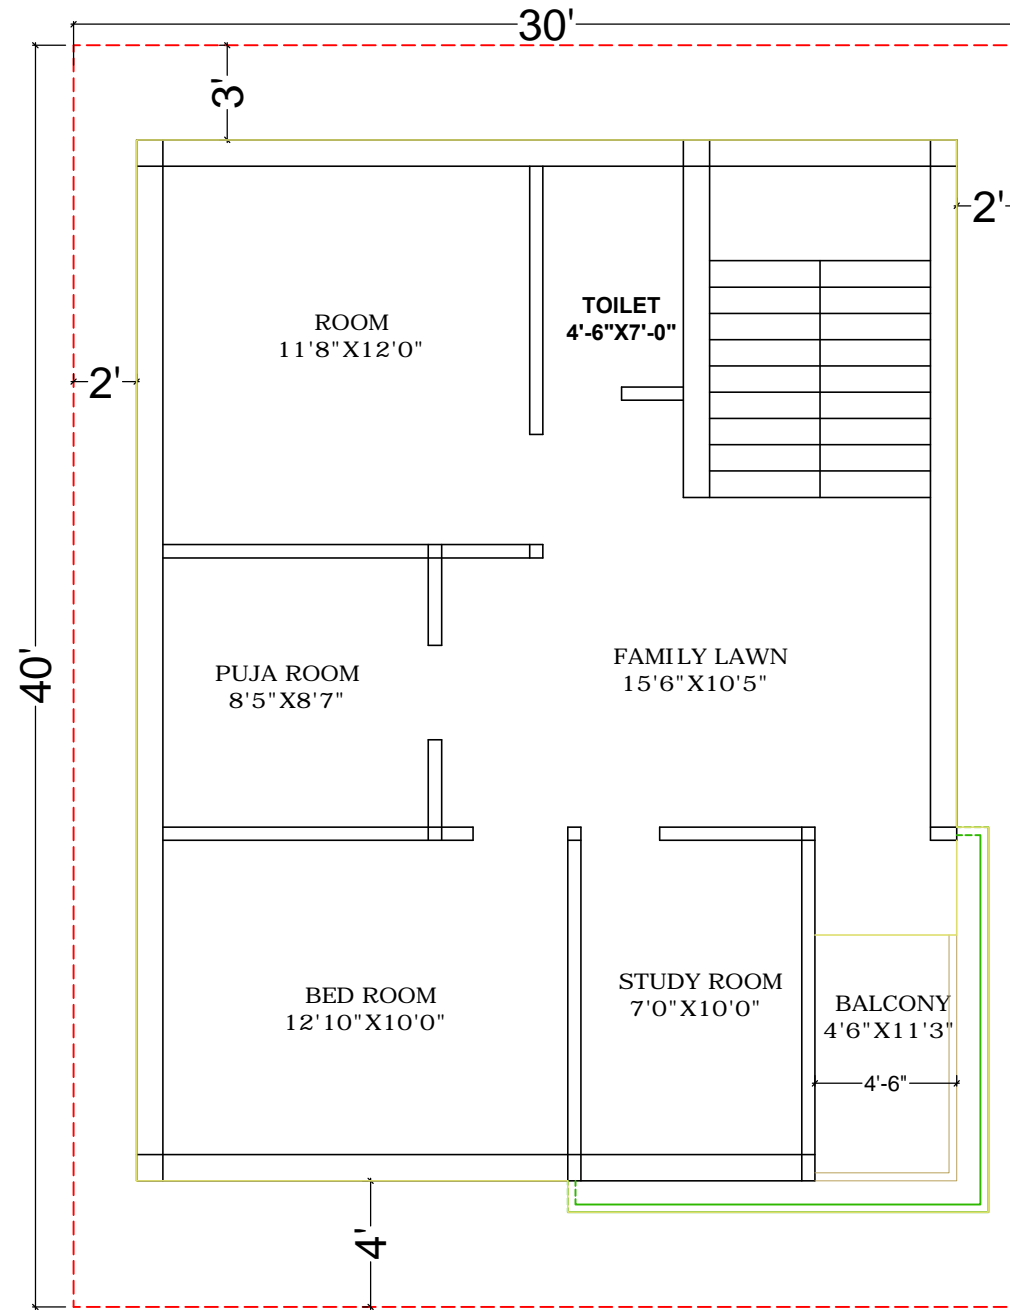 30'
3'
2'
TOILET
4'-6"X7'-0"
ROOM
11'8"X12'0"
2'
40'
FAMILY LAWN
15'6"X10'5"
PUJA ROOM
8'5"X8'7"
STUDY ROOM
7'0"X10'0"
BED ROOM
12'10"X10'0"
BALCONY
4'6"X11'3"
4'-6"
4'